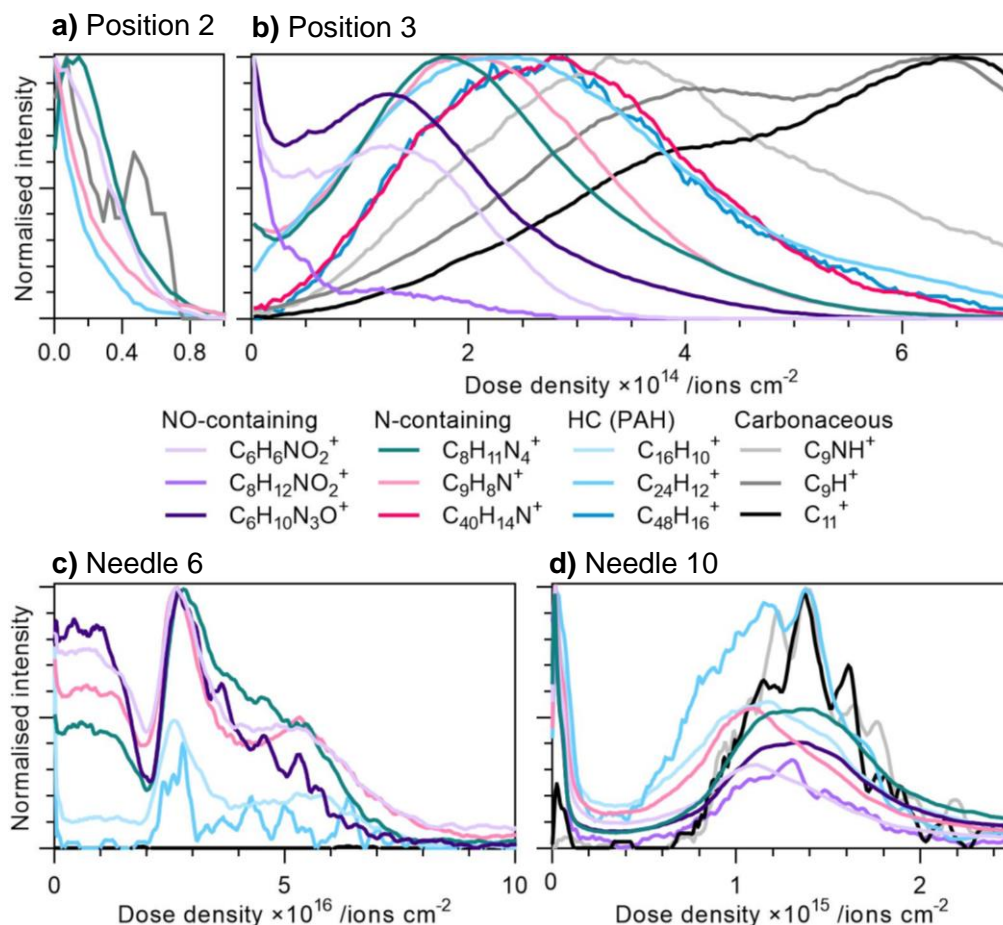 a) Position 2
b) Position 3
Normalised intensity
0.0 0.4 0.8
0 2 4 6
Dose density ×10¹⁴ /ions cm⁻²
NO-containing
C₆H₆NO₂⁺
C₈H₁₂NO₂⁺
C₆H₁₀N₃O⁺
N-containing
C₈H₁₁N₄⁺
C₉H₈N⁺
C₄₀H₁₄N⁺
HC (PAH)
C₁₆H₁₀⁺
C₂₄H₁₂⁺
C₄₈H₁₆⁺
Carbonaceous
C₉NH⁺
C₉H⁺
C₁₁⁺
c) Needle 6
Normalised intensity
0 5 10
Dose density ×10¹⁶ /ions cm⁻²
d) Needle 10
0 1 2
Dose density ×10¹⁵ /ions cm⁻²